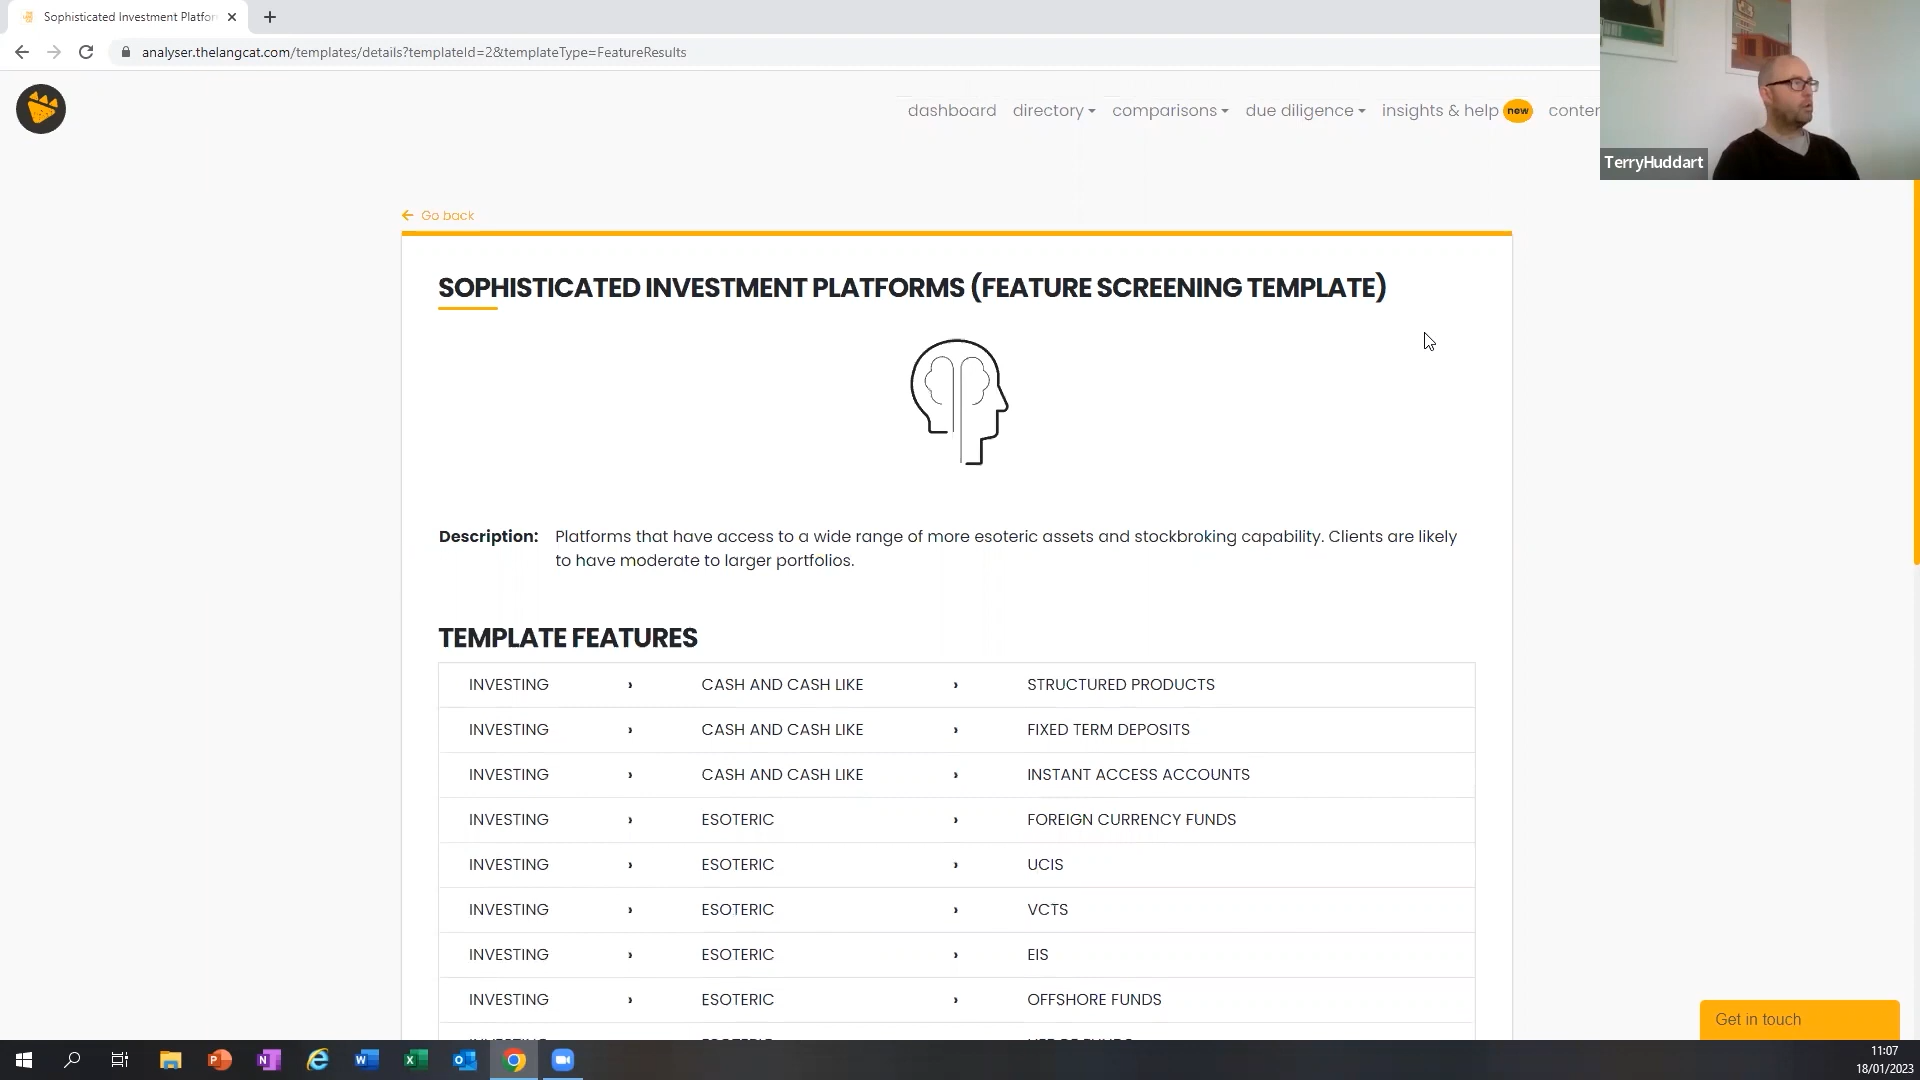 Sophisticated Investment Platfor
analyser.thelangcat.com/templates/details?templateId=2&templateType=FeatureResults
dashboard directory comparisons due diligence insights & help new conten
TerryHuddart
Go back
SOPHISTICATED INVESTMENT PLATFORMS (FEATURE SCREENING TEMPLATE)
Description: Platforms that have access to a wide range of more esoteric assets and stockbroking capability. Clients are likely
to have moderate to larger portfolios.
TEMPLATE FEATURES
INVESTING › CASH AND CASH LIKE › STRUCTURED PRODUCTS
INVESTING › CASH AND CASH LIKE › FIXED TERM DEPOSITS
INVESTING › CASH AND CASH LIKE › INSTANT ACCESS ACCOUNTS
INVESTING › ESOTERIC › FOREIGN CURRENCY FUNDS
INVESTING › ESOTERIC › UCIS
INVESTING › ESOTERIC › VCTS
INVESTING › ESOTERIC › EIS
INVESTING › ESOTERIC › OFFSHORE FUNDS
Get in touch
11:07
18/01/2023